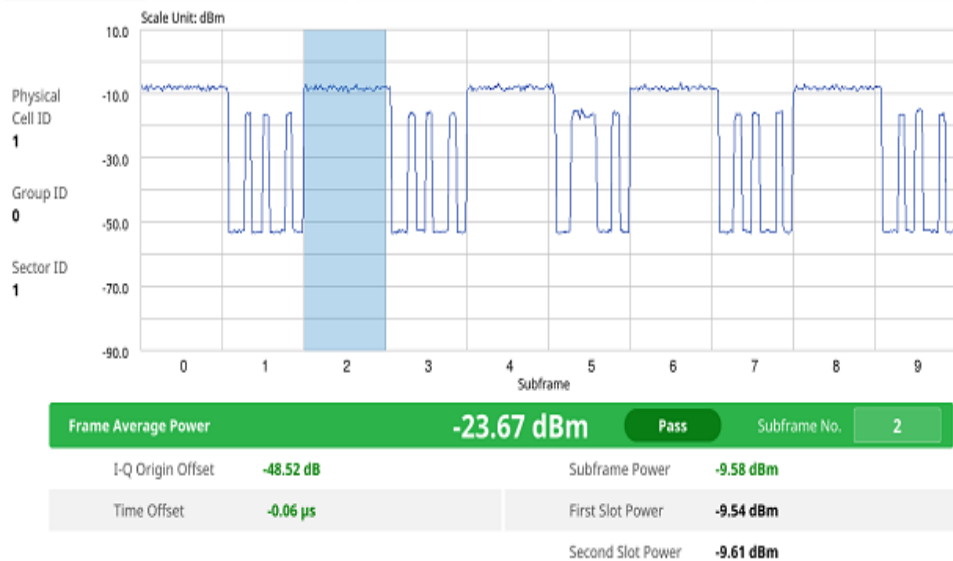 Scale Unit: dBm
10.0
-10.0
-30.0
-50.0
-70.0
-90.0
Physical
Cell ID
1
Group ID
0
Sector ID
1
0 1 2 3 4 5 6 7 8 9
Subframe
Frame Average Power -23.67 dBm Pass Subframe No. 2
I-Q Origin Offset -48.52 dB Subframe Power -9.58 dBm
Time Offset -0.06 µs First Slot Power -9.54 dBm
Second Slot Power -9.61 dBm